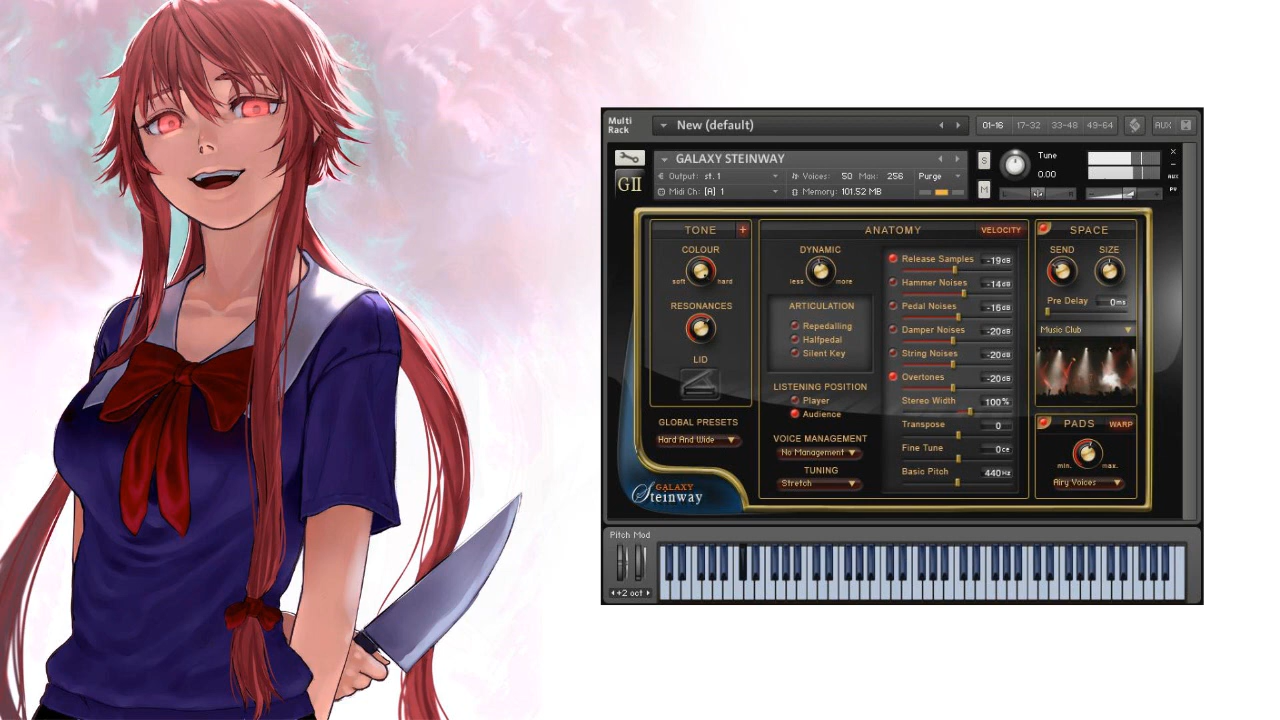 Multi
Rack
New (default)
01-16 17-32 33-48 49-64
AUX
GII
GALAXY STEINWAY
Output: st. 1
Voices: 50 Max: 256
Purge
Midi Ch: [A] 1
Memory: 101.52 MB
S
M
Tune
0.00
L
R
AUX
PV
TONE +
COLOUR
soft hard
RESONANCES
LID
GLOBAL PRESETS
Hard And Wide
ANATOMY
VELOCITY
DYNAMIC
less more
ARTICULATION
Repedalling
Halfpedal
Silent Key
LISTENING POSITION
Player
Audience
VOICE MANAGEMENT
No Management
TUNING
Stretch
Release Samples -19dB
Hammer Noises -14dB
Pedal Noises -16dB
Damper Noises -20dB
String Noises -20dB
Overtones -20dB
Stereo Width 100%
Transpose 0
Fine Tune 0ce
Basic Pitch 440Hz
SPACE
SEND SIZE
Pre Delay 0ms
Music Club
PADS WARP
min. max.
Airy Voices
GALAXY
Steinway
Pitch Mod
+2 oct